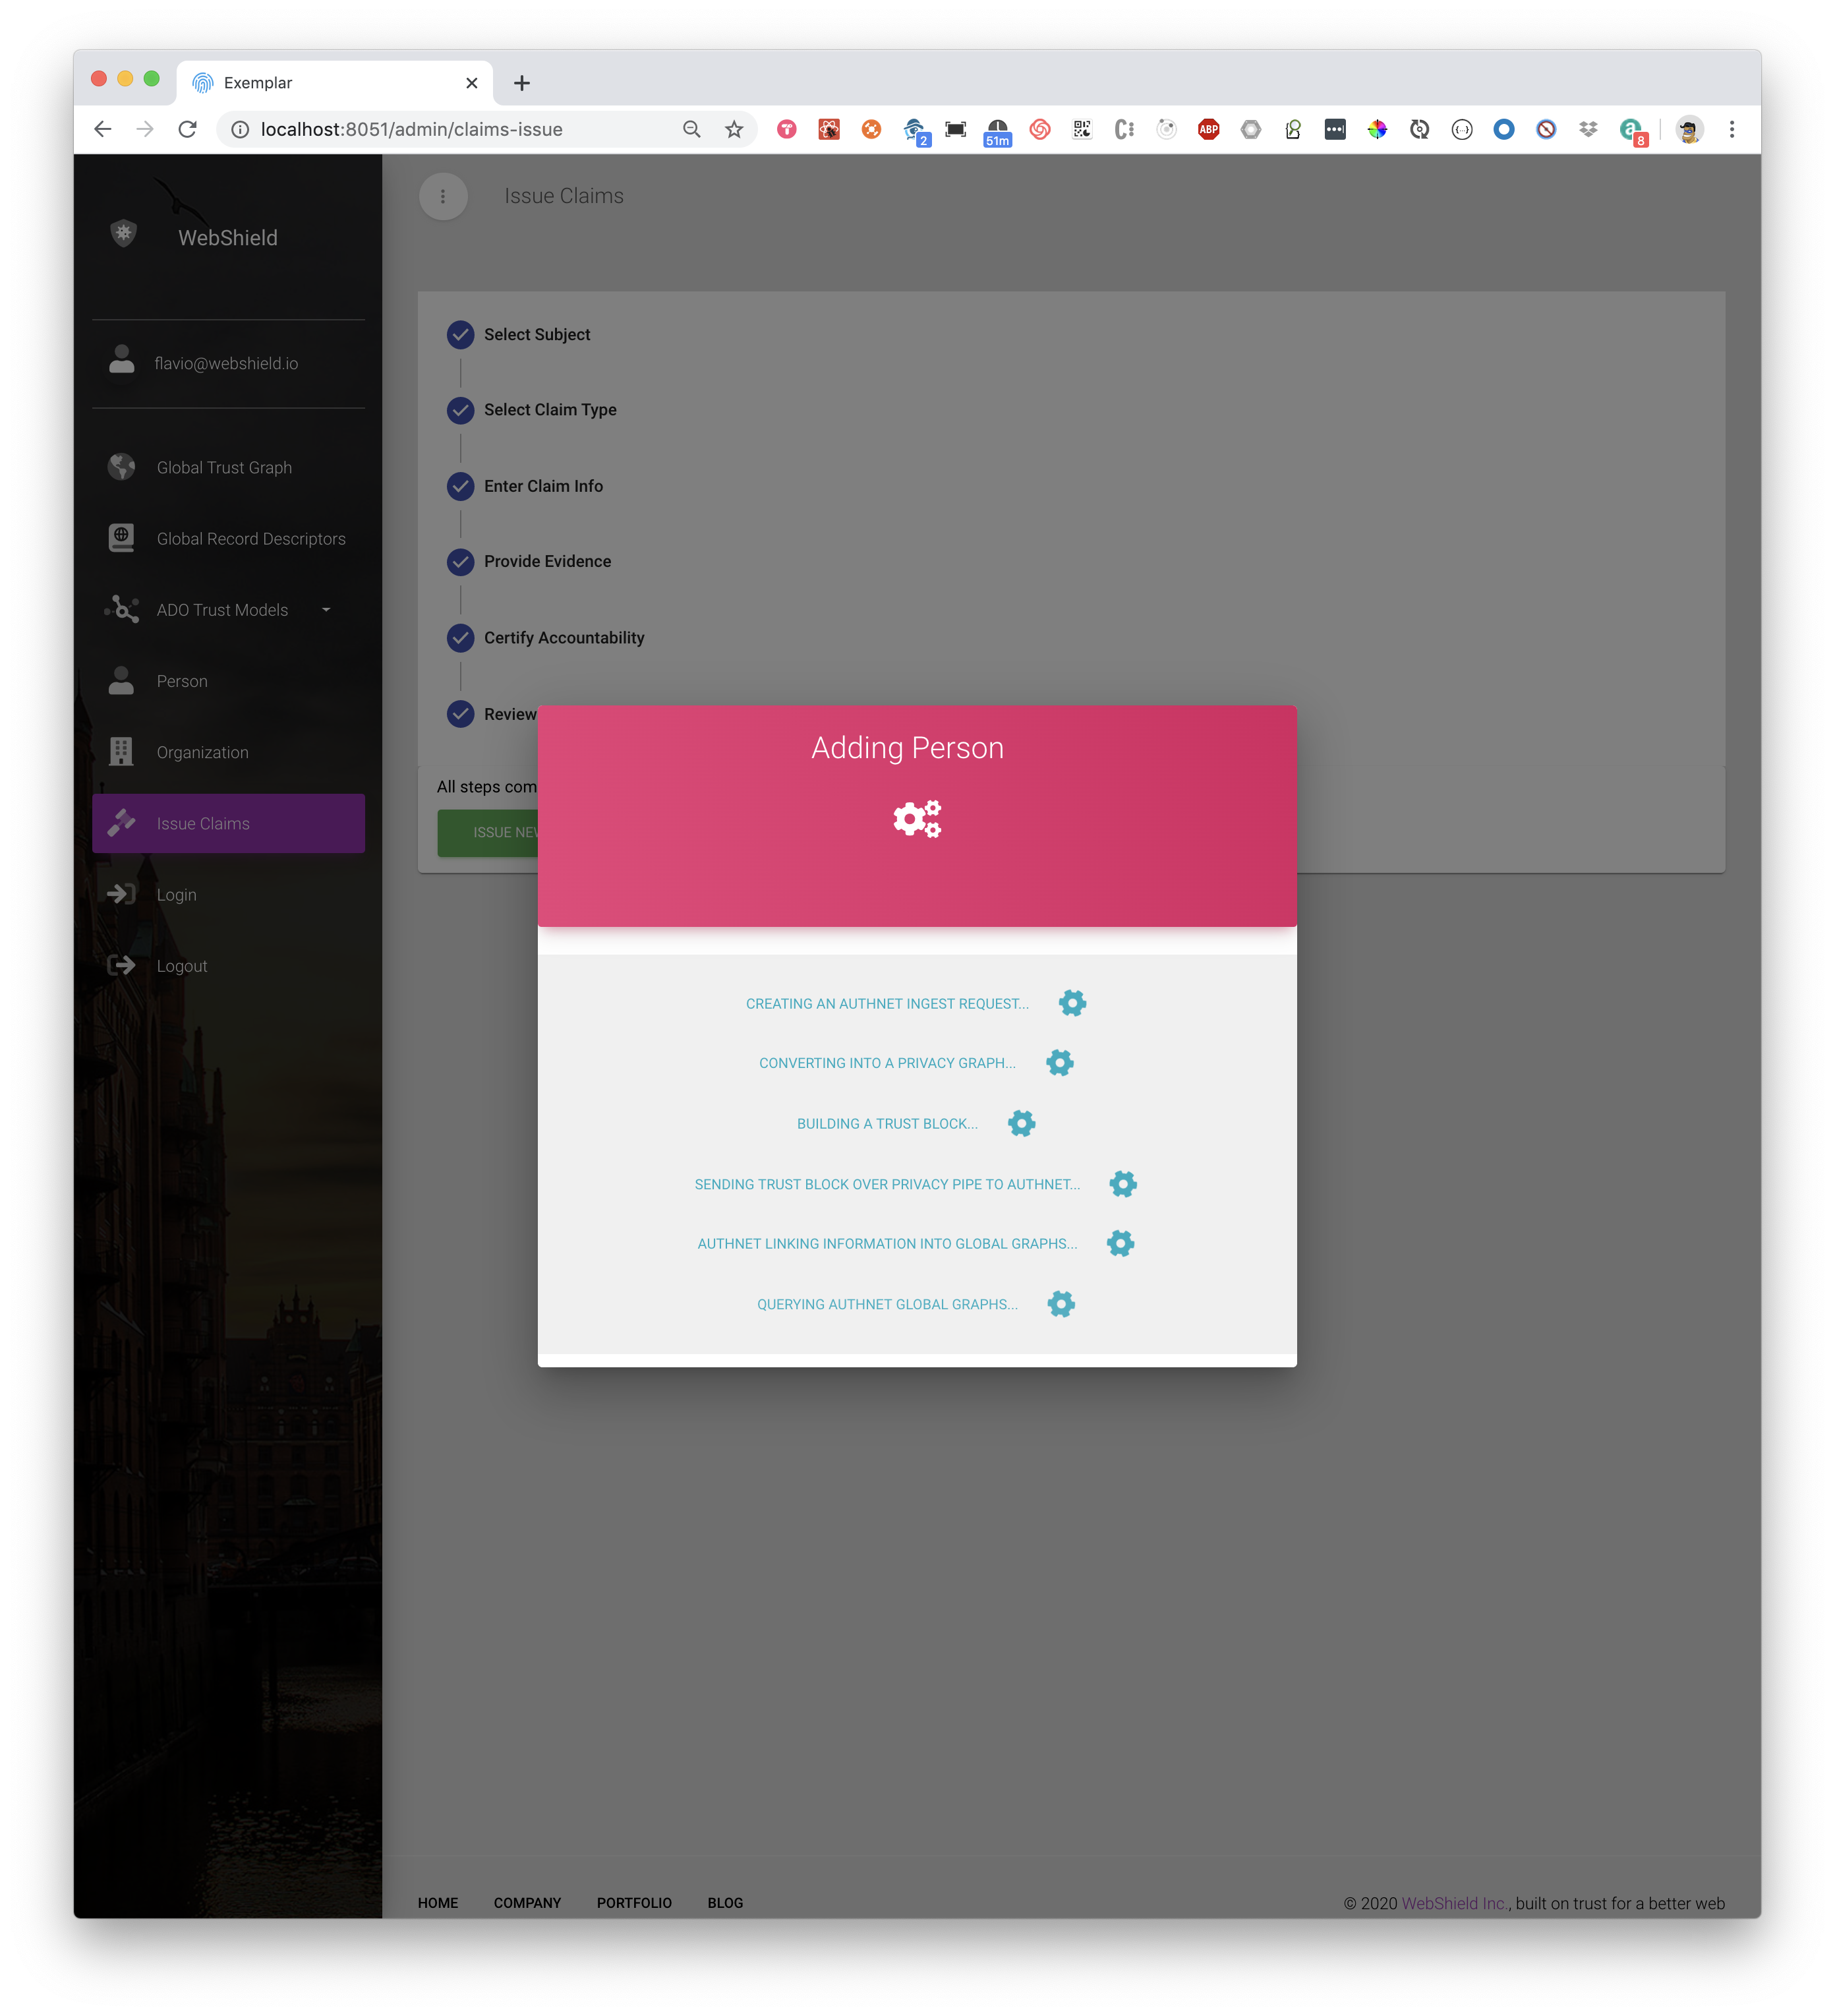 Exemplar
localhost:8051/admin/claims-issue
2
51m
ABP
8
WebShield
Issue Claims
flavio@webshield.io
Global Trust Graph
Global Record Descriptors
ADO Trust Models
Person
Organization
Issue Claims
Login
Logout
Select Subject
Select Claim Type
Enter Claim Info
Provide Evidence
Certify Accountability
Review
All steps com
ISSUE NEW
Adding Person
CREATING AN AUTHNET INGEST REQUEST...
CONVERTING INTO A PRIVACY GRAPH...
BUILDING A TRUST BLOCK...
SENDING TRUST BLOCK OVER PRIVACY PIPE TO AUTHNET...
AUTHNET LINKING INFORMATION INTO GLOBAL GRAPHS...
QUERYING AUTHNET GLOBAL GRAPHS...
HOME COMPANY PORTFOLIO BLOG
© 2020 WebShield Inc., built on trust for a better web